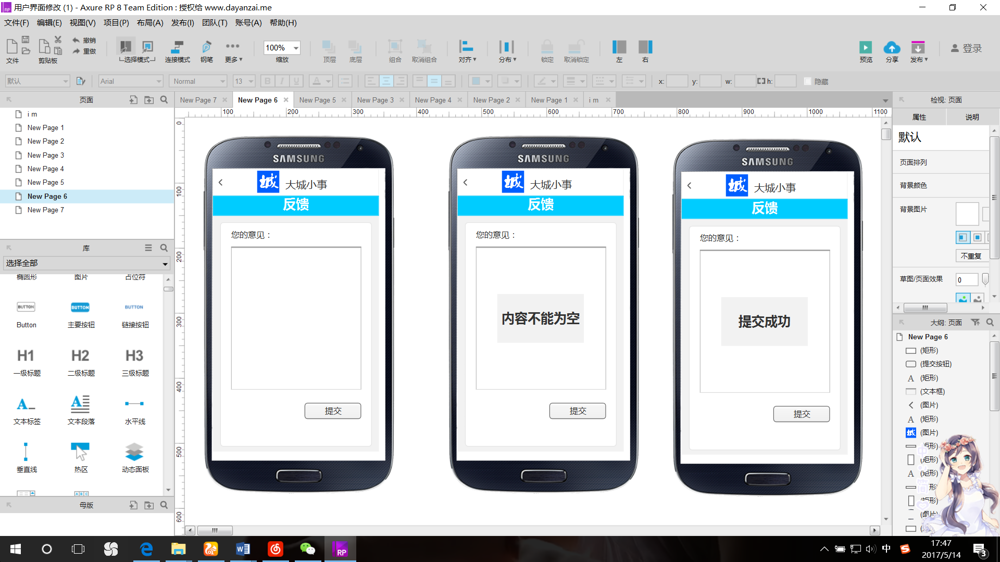 用户界面修改 (1) - Axure RP 8 Team Edition : 授权给 www.dayanzai.me
文件(F) 编辑(E) 视图(V) 项目(P) 布局(A) 发布(I) 团队(T) 账号(A) 帮助(H)
撤销
重做
文件 剪贴板 选择模式 连接模式 钢笔 更多 100% 缩放 顶层 底层 组合 取消组合 对齐 分布 锁定 取消锁定 左 右 预览 分享 发布 登录
默认 Arial Normal 13 B I U A x: y: w: h: 隐藏
页面
i m
New Page 1
New Page 2
New Page 3
New Page 4
New Page 5
New Page 6
New Page 7
库
选择全部
椭圆形 图片 占位符
BUTTON BUTTON BUTTON
Button 主要按钮 链接按钮
H1 H2 H3
一级标题 二级标题 三级标题
A A
文本标签 文本段落 水平线
垂直线 热区 动态面板
ABC
母版
New Page 7 New Page 6 New Page 5 New Page 3 New Page 4 New Page 2 New Page 1 i m
100 200 300 400 500 600 700 800 900 1000 1100
0
100
200
300
400
500
600
SAMSUNG
城 大城小事
反馈
您的意见：
提交
SAMSUNG
城 大城小事
反馈
您的意见：
内容不能为空
提交
SAMSUNG
城 大城小事
反馈
您的意见：
提交成功
提交
检视: 页面
属性 说明
默认
页面排列
背景颜色
背景图片
不重复
草图/页面效果 0
大纲: 页面
New Page 6
(矩形)
(提交按钮)
A (矩形)
(文本框)
(图片)
A (矩形)
城 (图片)
矩形)
矩形)
A 矩形)
形)
矩形)
(图片)
RP
中
17:47
2017/5/14
3